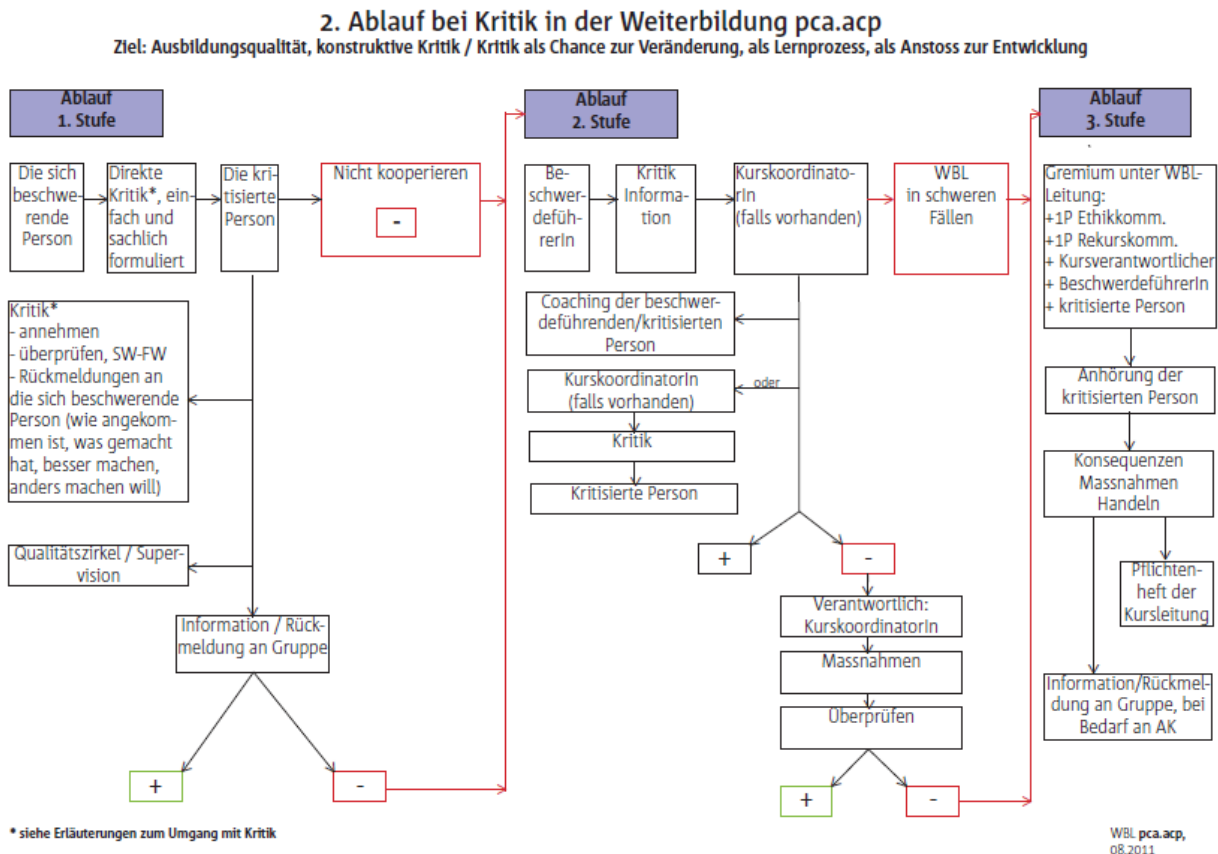 2. Ablauf bei Kritik in der Weiterbildung pca.acp
Ziel: Ausbildungsqualität, konstruktive Kritik / Kritik als Chance zur Veränderung, als Lernprozess, als Anstoss zur Entwicklung
Ablauf
1. Stufe
Die sich
beschwe-
rende
Person
Direkte
Kritik*, ein-
fach und
sachlich
formuliert
Die kri-
tisierte
Person
Nicht kooperieren
-
Kritik*
- annehmen
- überprüfen, SW-FW
- Rückmeldungen an
die sich beschwerende
Person (wie angekom-
men ist, was gemacht
hat, besser machen,
anders machen will)
Qualitätszirkel / Super-
vision
Information / Rück-
meldung an Gruppe
+
-
Ablauf
2. Stufe
Be-
schwer-
defüh-
rerIn
Kritik
Informa-
tion
Kurskoordinato-
rIn
(falls vorhanden)
WBL
in schweren
Fällen
Coaching der beschwer-
deführenden/kritisierten
Person
oder
KurskoordinatorIn
(falls vorhanden)
Kritik
Kritisierte Person
+
-
Verantwortlich:
KurskoordinatorIn
Massnahmen
Überprüfen
+
-
Ablauf
3. Stufe
Gremium unter WBL-
Leitung:
+1P Ethikkomm.
+1P Rekurskomm.
+ Kursverantwortlicher
+ BeschwerdeführerIn
+ kritisierte Person
Anhörung der
kritisierten Person
Konsequenzen
Massnahmen
Handeln
Pflichten-
heft der
Kursleitung
Information/Rückmel-
dung an Gruppe, bei
Bedarf an AK
* siehe Erläuterungen zum Umgang mit Kritik
WBL pca.acp,
08.2011